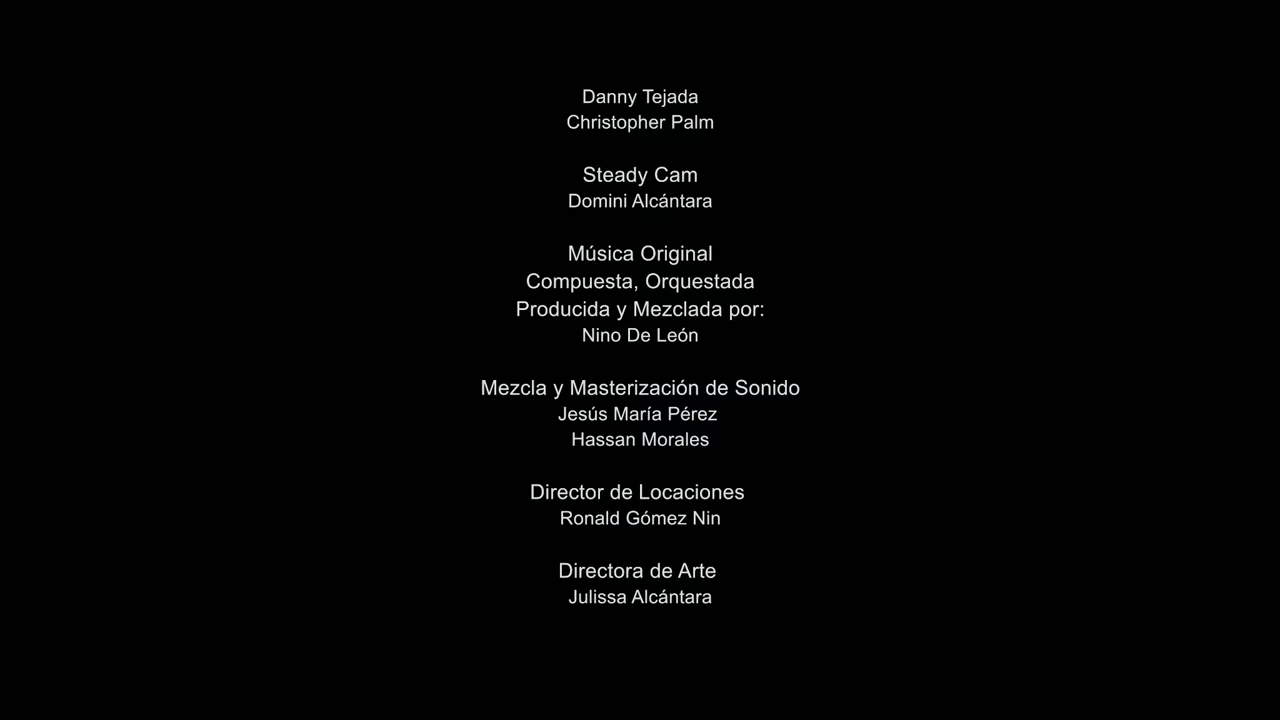 Danny Tejada
Christopher Palm
Steady Cam
Domini Alcántara
Música Original
Compuesta, Orquestada
Producida y Mezclada por:
Nino De León
Mezcla y Masterización de Sonido
Jesús María Pérez
Hassan Morales
Director de Locaciones
Ronald Gómez Nin
Directora de Arte
Julissa Alcántara